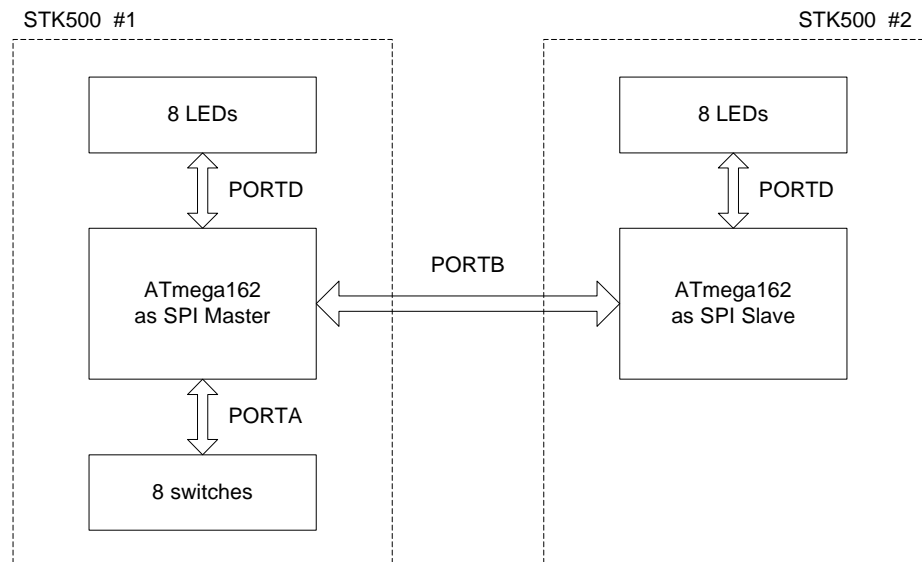 STK500 #1
STK500 #2
8 LEDs
8 LEDs
PORTD
PORTD
PORTB
ATmega162
as SPI Master
ATmega162
as SPI Slave
PORTA
8 switches